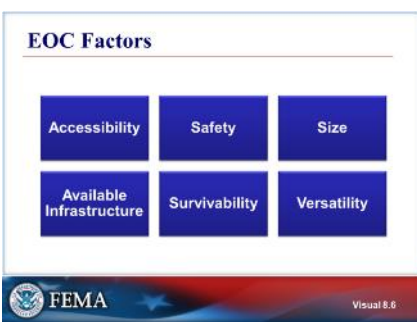 EOC Factors
Accessibility
Safety
Size
Available
Infrastructure
Survivability
Versatility
FEMA
Visual 8.6